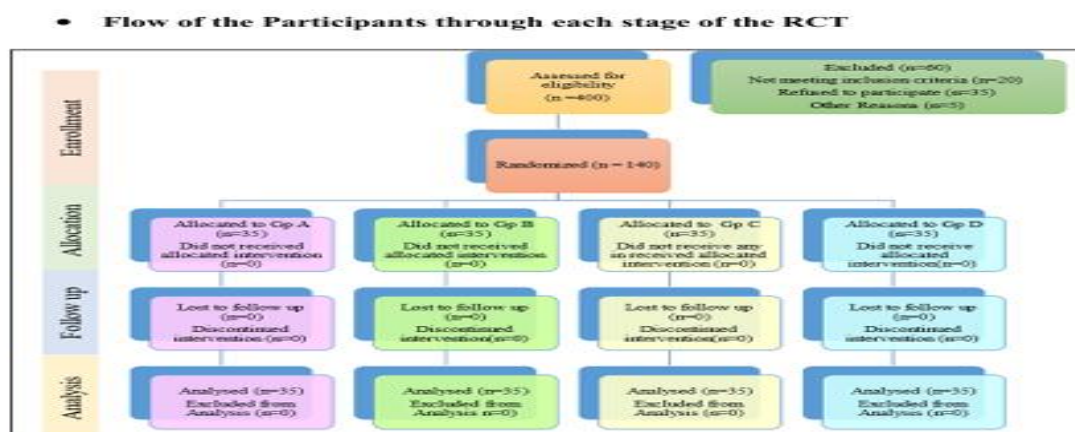 • Flow of the Participants through each stage of the RCT
Enrollment
Assessed for
eligibility
(n =400)
Excluded (n=60)
Not meeting inclusion criteria (n=20)
Refused to participate (n=35)
Other Reasons (n=5)
Randomized (n = 140)
Allocation
Allocated to Gp A
(n=35)
Did not received
allocated intervention
(n=0)
Allocated to Gp B
(n=35)
Did not received
allocated intervention
(n=0)
Allocated to Gp C
(n=35)
Did not receive any
in received allocated
intervention (n=0)
Allocated to Gp D
(n=35)
Did not receive
allocated
intervention(n=0)
Follow up
Lost to follow up
(n=0)
Discontinued
intervention (n=0)
Lost to follow up
(n=0)
Discontinued
intervention(n=0)
Lost to follow up
(n=0)
Discontinued
intervention (n=0)
Lost to follow up
(n=0)
Discontinued
intervention (n=0)
Analysis
Analysed (n=35)
Excluded from
Analysis (n=0)
Analysed (n=35)
Excluded from
Analysis n=0)
Analysed (n=35)
Excluded from
Analysis (n=0)
Analysed (n=35)
Excluded from
Analysis (n=0)